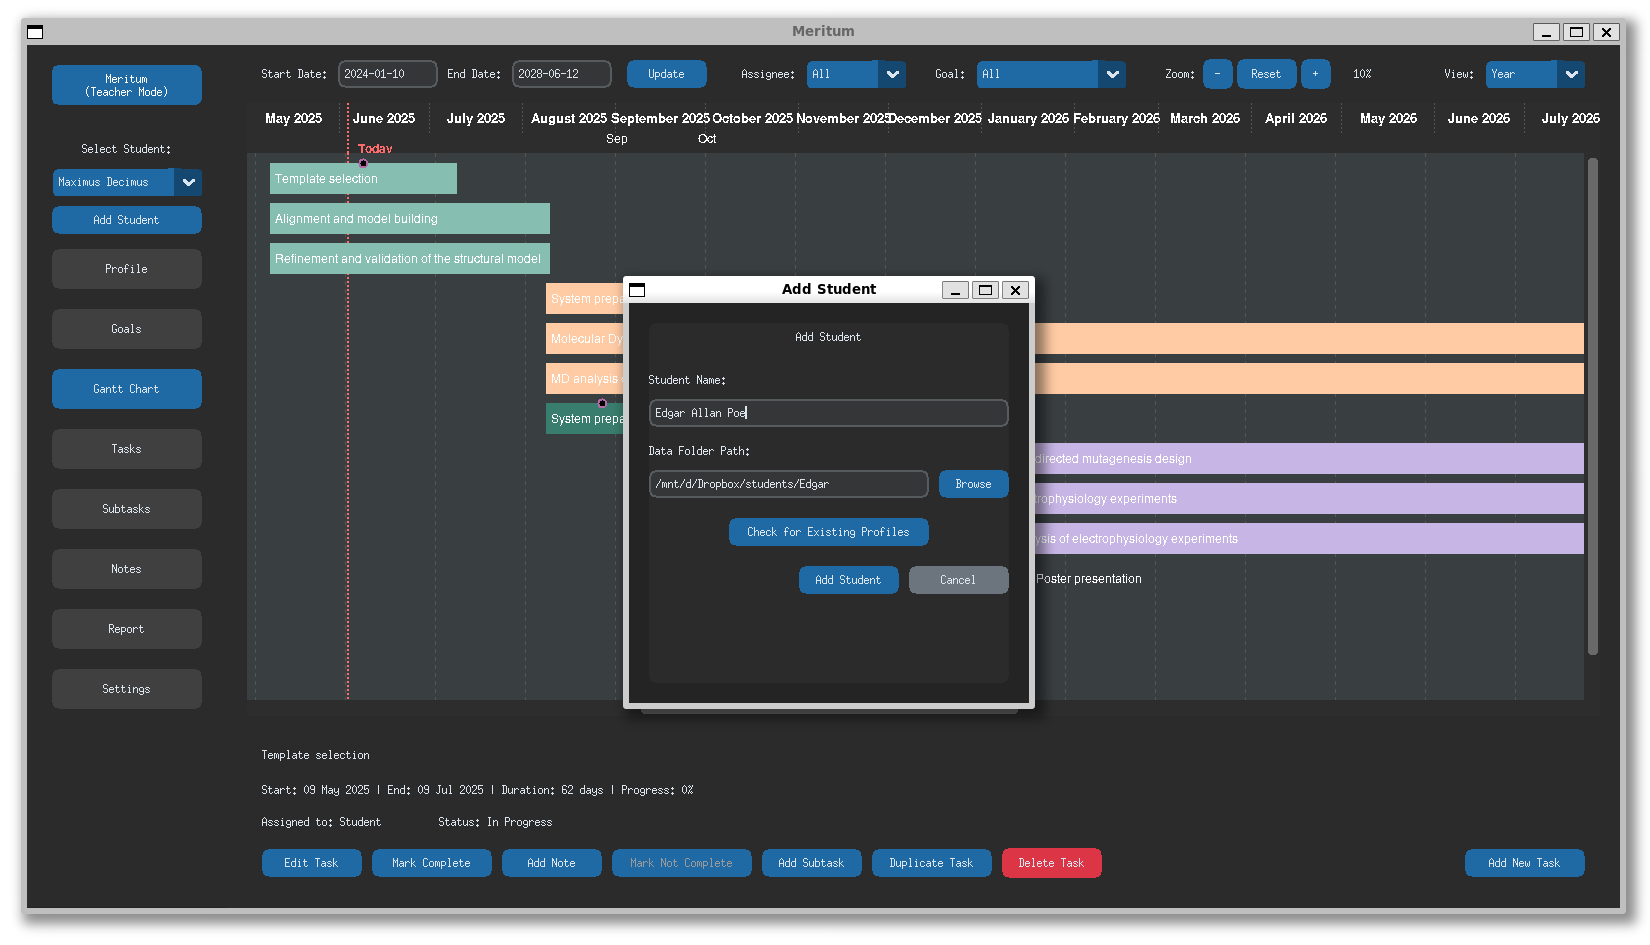 Meritum
Meritum
(Teacher Mode)
Start Date:
2024-01-10
End Date:
2028-06-12
Update
Assignee:
All
Goal:
All
Zoom:
-
Reset
+
10%
View:
Year
Select Student:
Maximus Decimus
Add Student
Profile
Goals
Gantt Chart
Tasks
Subtasks
Notes
Report
Settings
May 2025
June 2025
July 2025
August 2025
September 2025
October 2025
November 2025
December 2025
January 2026
February 2026
March 2026
April 2026
May 2026
June 2026
July 2026
Sep
Oct
Today
Template selection
Alignment and model building
Refinement and validation of the structural model
System prepa
Molecular Dy
MD analysis
System prepa
directed mutagenesis design
trophysiology experiments
ysis of electrophysiology experiments
Poster presentation
Add Student
Add Student
Student Name:
Edgar Allan Poe
Data Folder Path:
/mnt/d/Dropbox/students/Edgar
Browse
Check for Existing Profiles
Add Student
Cancel
Template selection
Start: 09 May 2025 | End: 09 Jul 2025 | Duration: 62 days | Progress: 0%
Assigned to: Student
Status: In Progress
Edit Task
Mark Complete
Add Note
Mark Not Complete
Add Subtask
Duplicate Task
Delete Task
Add New Task